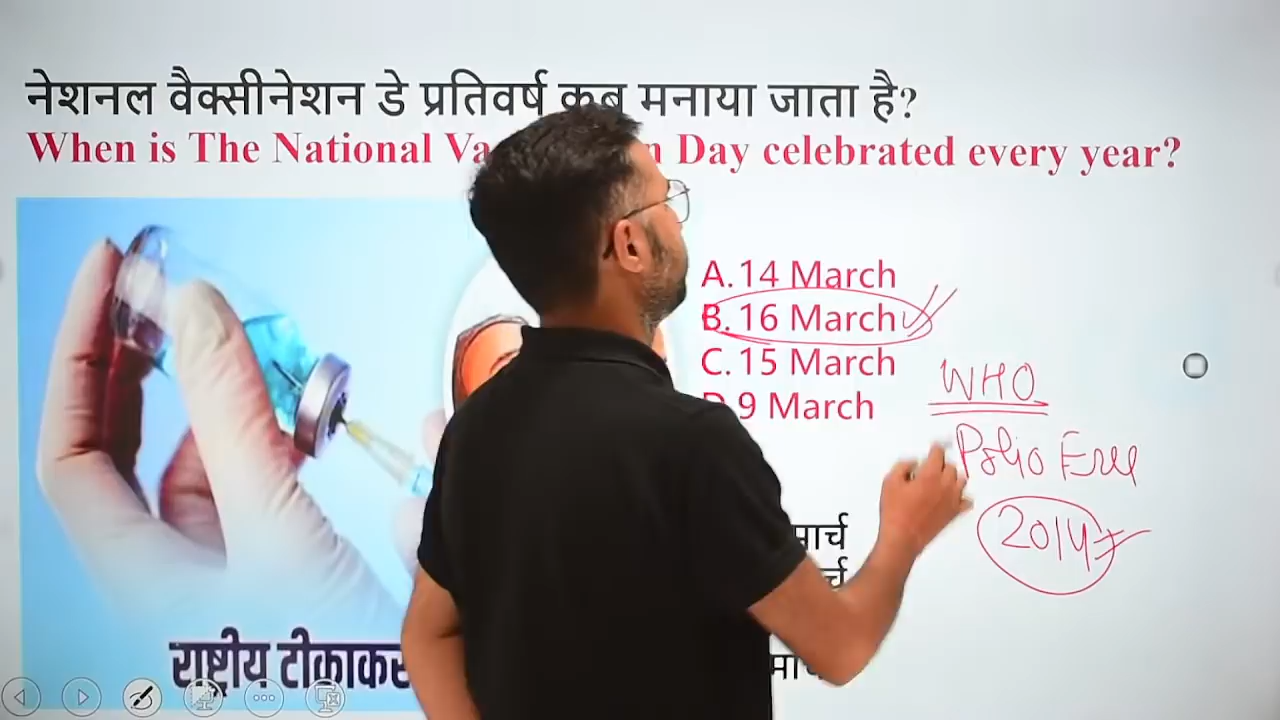 नेशनल वैक्सीनेशन डे प्रतिवर्ष कब मनाया जाता है?
When is The National Va n Day celebrated every year?
A. 14 March
B. 16 March
C. 15 March
D. 9 March
WHO
Polio Free
2014
मार्च
र्च
राष्ट्रीय टीकाकर
मार्च